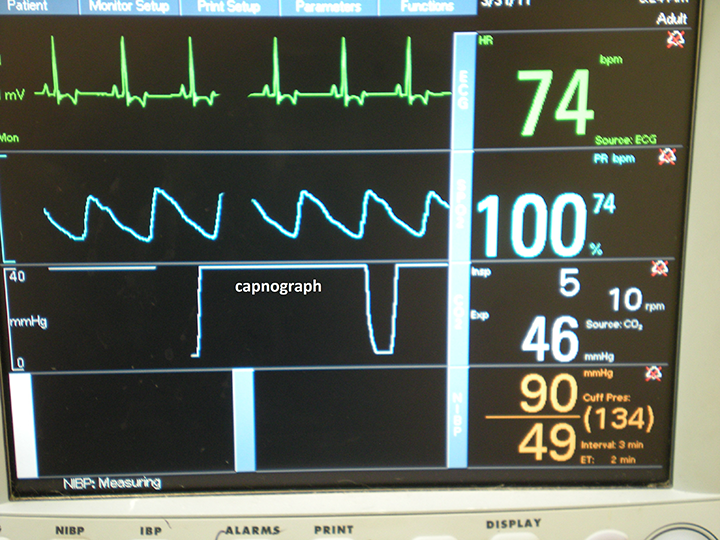 Patient Monitor Setup Print Setup Parameters Functions
3/31/11
Adult
HR
bpm
74
mV
Source: ECG
Mon
PR bpm
100
74
%
40
mmHg
0
capnograph
Insp
5
10 rpm
Exp
46
Source: CO₂
mmHg
mmHg
90
Cuff Pres:
(134)
49
Interval: 3 min
ET: 2 min
NIBP
NIBP: Measuring
NIBP IBP ALARMS PRINT DISPLAY